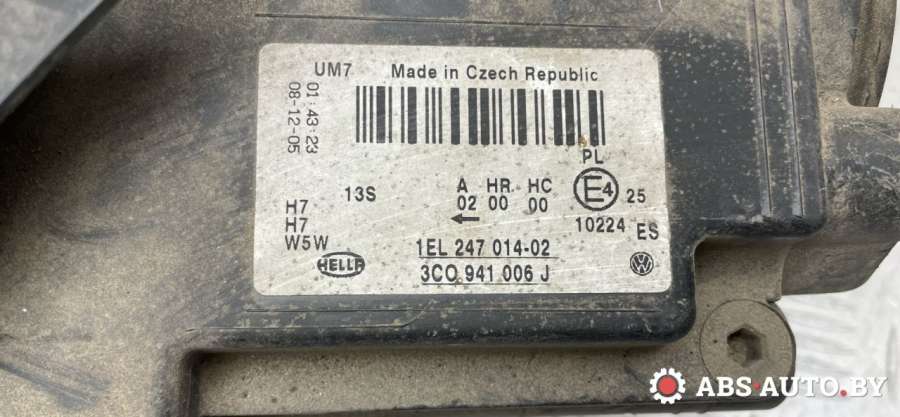 UM7 Made in Czech Republic
01:43:23
08-12-05
PL
13S A HR HC E4 25
02 00 00
H7 10224 ES
H7
W5W 1EL 247 014-02
HELLA 3C0 941 006 J
VW
ABS-AUTO.BY